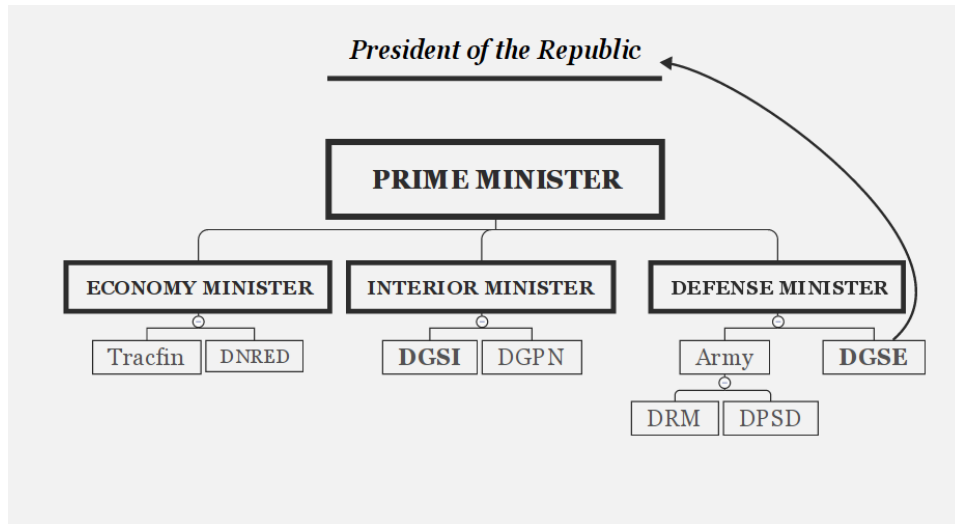 President of the Republic
PRIME MINISTER
ECONOMY MINISTER
INTERIOR MINISTER
DEFENSE MINISTER
Tracfin
DNRED
DGSI
DGPN
Army
DGSE
DRM
DPSD